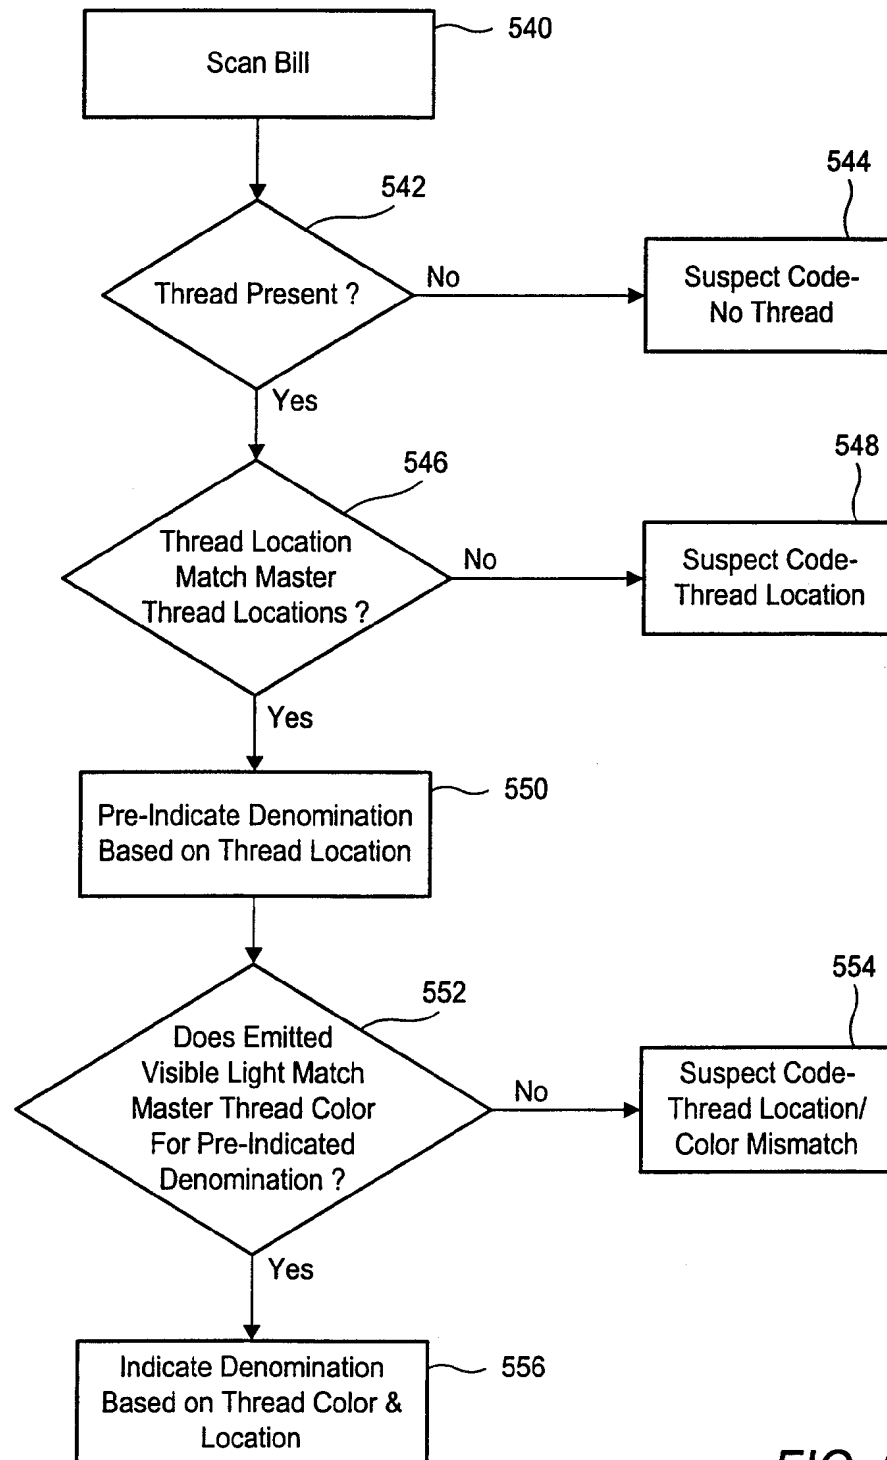 540
Scan Bill
542
544
Thread Present ?
No
Suspect Code-
No Thread
Yes
546
548
Thread Location
Match Master
Thread Locations ?
No
Suspect Code-
Thread Location
Yes
550
Pre-Indicate Denomination
Based on Thread Location
552
554
Does Emitted
Visible Light Match
Master Thread Color
For Pre-Indicated
Denomination ?
No
Suspect Code-
Thread Location/
Color Mismatch
Yes
556
Indicate Denomination
Based on Thread Color &
Location
FIG.